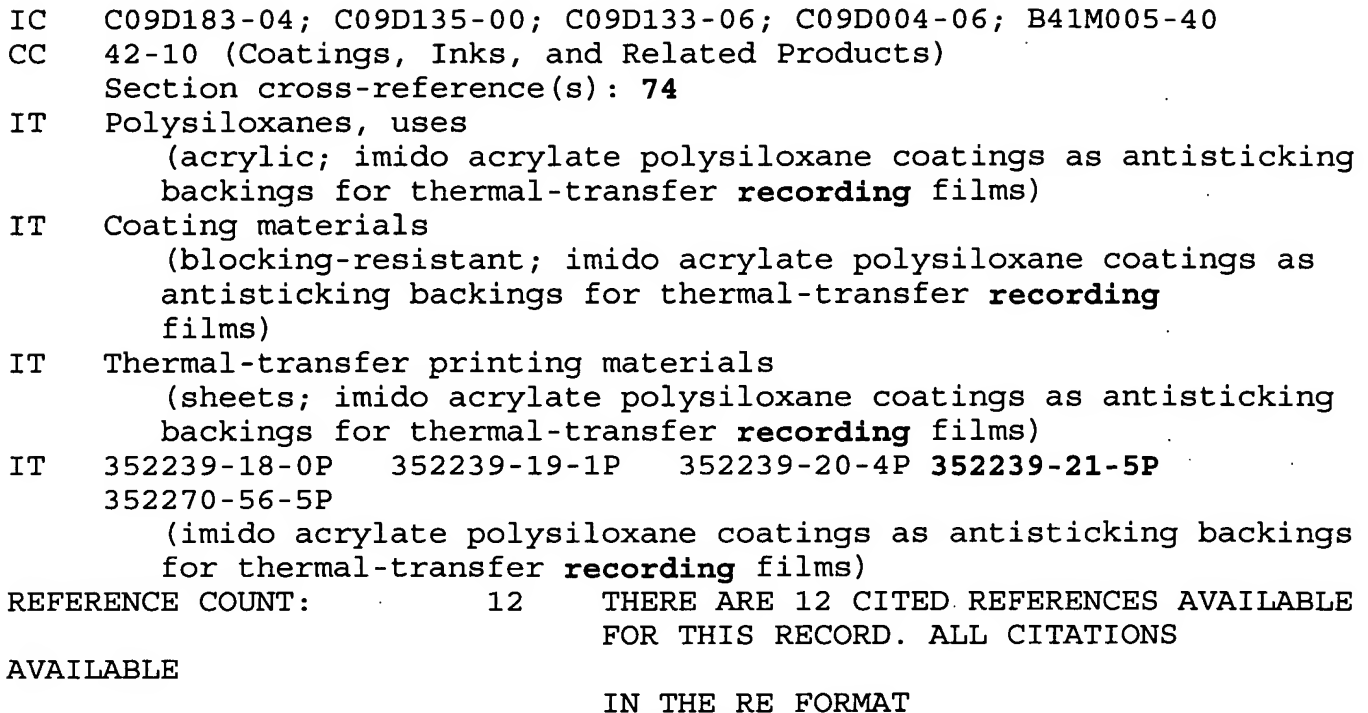 IC C09D183-04; C09D135-00; C09D133-06; C09D004-06; B41M005-40
CC 42-10 (Coatings, Inks, and Related Products)
Section cross-reference(s): 74
IT Polysiloxanes, uses
(acrylic; imido acrylate polysiloxane coatings as antisticking
backings for thermal-transfer recording films)
IT Coating materials
(blocking-resistant; imido acrylate polysiloxane coatings as
antisticking backings for thermal-transfer recording
films)
IT Thermal-transfer printing materials
(sheets; imido acrylate polysiloxane coatings as antisticking
backings for thermal-transfer recording films)
IT 352239-18-0P 352239-19-1P 352239-20-4P 352239-21-5P
352270-56-5P
(imido acrylate polysiloxane coatings as antisticking backings
for thermal-transfer recording films)
REFERENCE COUNT: 12 THERE ARE 12 CITED REFERENCES AVAILABLE
FOR THIS RECORD. ALL CITATIONS
AVAILABLE
IN THE RE FORMAT